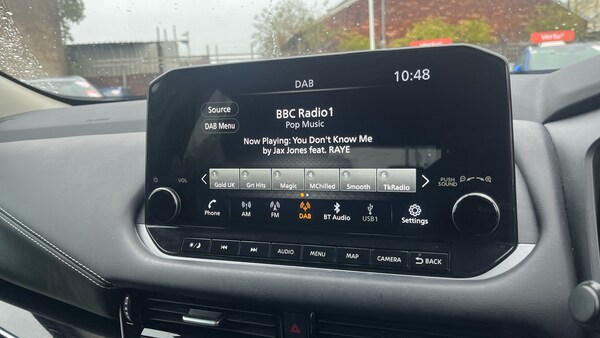 DAB
10:48
Source
BBC Radio1
Pop Music
DAB Menu
Now Playing: You Don't Know Me
by Jax Jones feat. RAYE
Gold UK
Grt Hits
Magic
MChilled
Smooth
TkRadio
VOL
PUSH
SOUND
Phone
AM
FM
DAB
BT Audio
USB1
Settings
AUDIO
MENU
MAP
CAMERA
BACK
Vertu